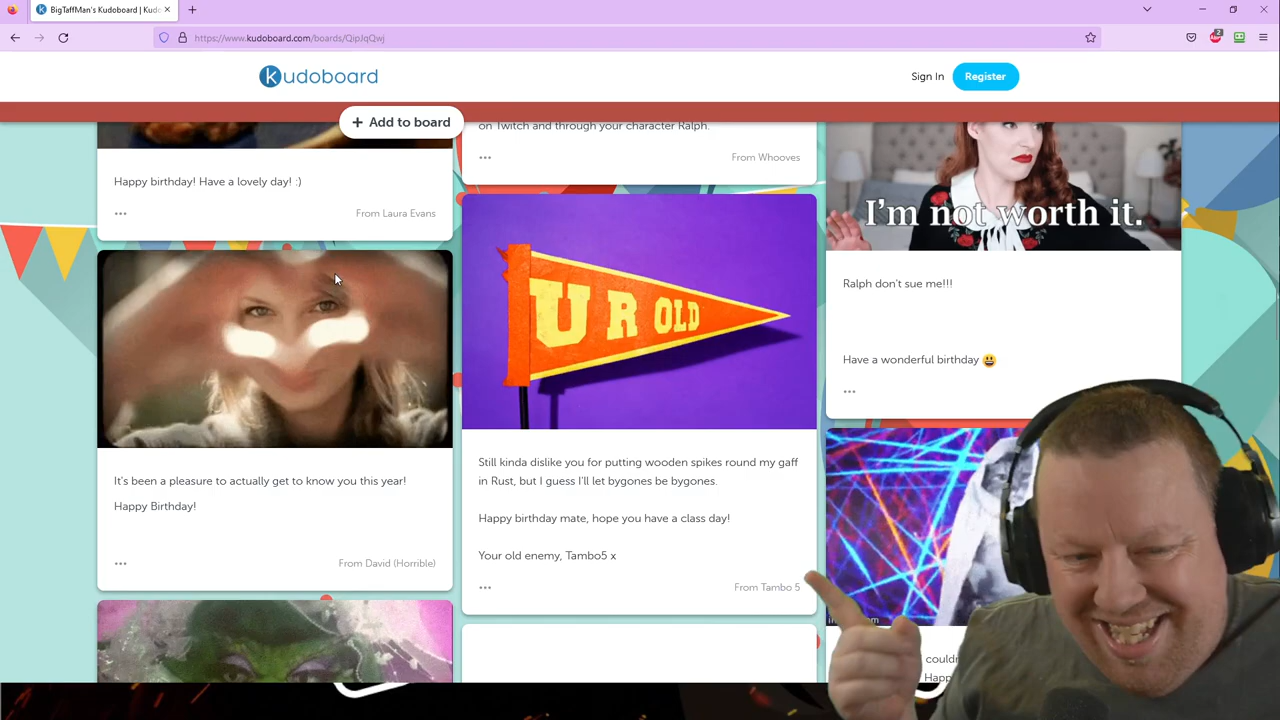 BigTaffMan's Kudoboard | Kudo
https://www.kudoboard.com/boards/QipJqQwj
2
kudoboard
Sign In
Register
+ Add to board
Happy birthday! Have a lovely day! :)
... From Laura Evans
It's been a pleasure to actually get to know you this year!
Happy Birthday!
... From David (Horrible)
on Twitch and through your character Ralph.
... From Whooves
U R OLD
Still kinda dislike you for putting wooden spikes round my gaff
in Rust, but I guess I'll let bygones be bygones.
Happy birthday mate, hope you have a class day!
Your old enemy, Tambo5 x
... From Tambo 5
I'm not worth it.
Ralph don't sue me!!!
Have a wonderful birthday 😃
...
couldn
Happ